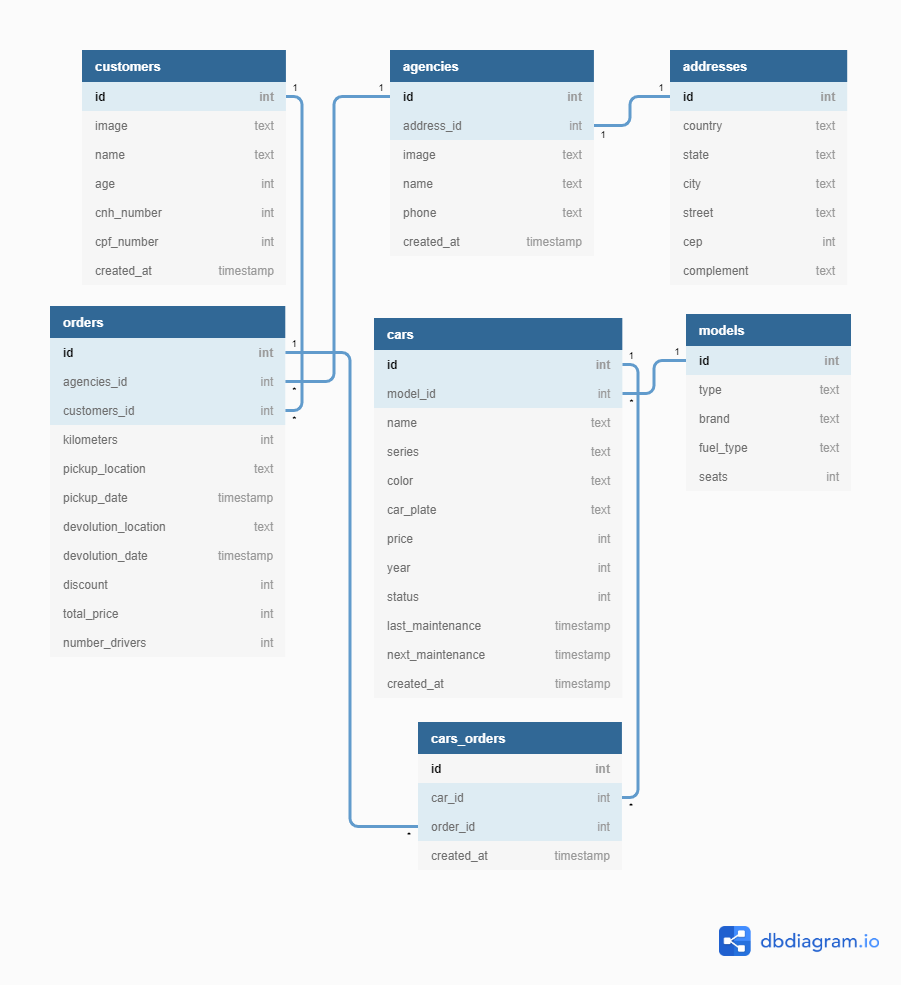 customers
id int
image text
name text
age int
cnh_number int
cpf_number int
created_at timestamp
1
agencies
id int
address_id int
image text
name text
phone text
created_at timestamp
1
1
addresses
id int
country text
state text
city text
street text
cep int
complement text
1
orders
id int
agencies_id int
customers_id int
kilometers int
pickup_location text
pickup_date timestamp
devolution_location text
devolution_date timestamp
discount int
total_price int
number_drivers int
1
*
*
cars
id int
model_id int
name text
series text
color text
car_plate text
price int
year int
status int
last_maintenance timestamp
next_maintenance timestamp
created_at timestamp
1
*
models
id int
type text
brand text
fuel_type text
seats int
1
cars_orders
id int
car_id int
order_id int
created_at timestamp
*
*
dbdiagram.io